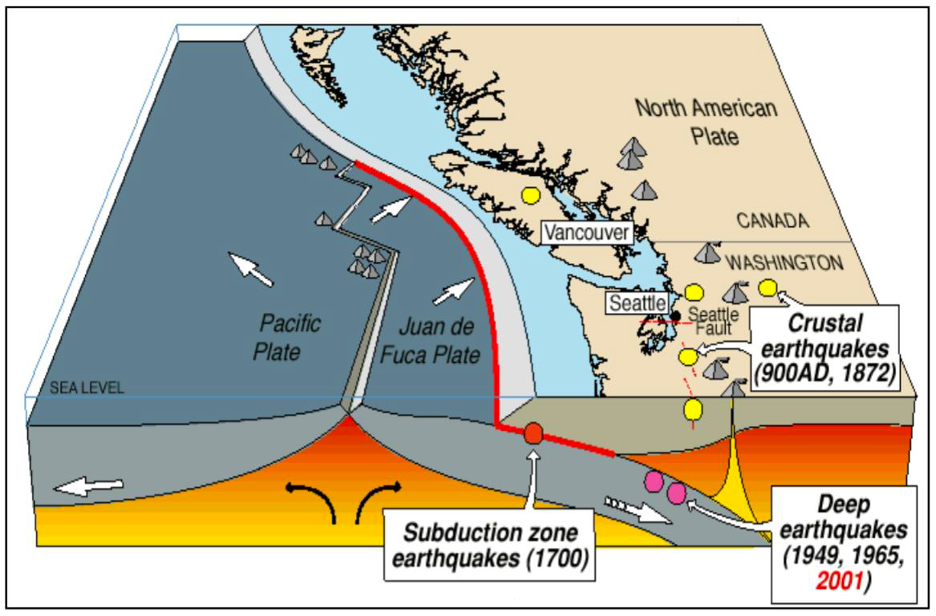 North American
Plate
CANADA
Vancouver
WASHINGTON
Seattle
Seattle
Fault
Crustal
earthquakes
(900AD, 1872)
Pacific
Plate
Juan de
Fuca Plate
SEA LEVEL
Subduction zone
earthquakes (1700)
Deep
earthquakes
(1949, 1965,
2001)